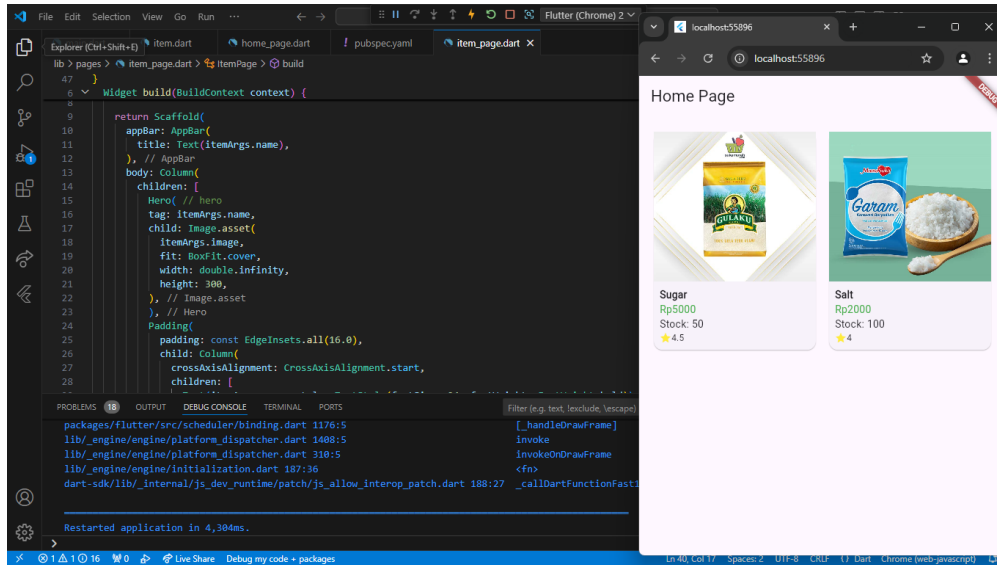 File Edit Selection View Go Run ...
Flutter (Chrome) 2
Explorer (Ctrl+Shift+E)
item.dart
home_page.dart
! pubspec.yaml
item_page.dart
lib > pages > item_page.dart > ItemPage > build
47 }
6 Widget build(BuildContext context) {
8
9 return Scaffold(
10 appBar: AppBar(
11 title: Text(itemArgs.name),
12 ), // AppBar
13 body: Column(
14 children: [
15 Hero( // hero
16 tag: itemArgs.name,
17 child: Image.asset(
18 itemArgs.image,
19 fit: BoxFit.cover,
20 width: double.infinity,
21 height: 300,
22 ), // Image.asset
23 ), // Hero
24 Padding(
25 padding: const EdgeInsets.all(16.0),
26 child: Column(
27 crossAxisAlignment: CrossAxisAlignment.start,
28 children: [
PROBLEMS 18 OUTPUT DEBUG CONSOLE TERMINAL PORTS
Filter (e.g. text, !exclude, \escape)
packages/flutter/src/scheduler/binding.dart 1176:5 [_handleDrawFrame]
lib/_engine/engine/platform_dispatcher.dart 1408:5 invoke
lib/_engine/engine/platform_dispatcher.dart 310:5 invokeOnDrawFrame
lib/_engine/engine/initialization.dart 187:36 <fn>
dart-sdk/lib/_internal/js_dev_runtime/patch/js_allow_interop_patch.dart 188:27 _callDartFunctionFast1
Restarted application in 4,304ms.
>
1 1 16 0 Live Share Debug my code + packages
Ln 40, Col 17 Spaces: 2 UTF-8 CRLF {} Dart Chrome (web-javascript)
localhost:55896
localhost:55896
Home Page
DEBUG
GULAKU
Garam
Sugar
Rp5000
Stock: 50
4.5
Salt
Rp2000
Stock: 100
4